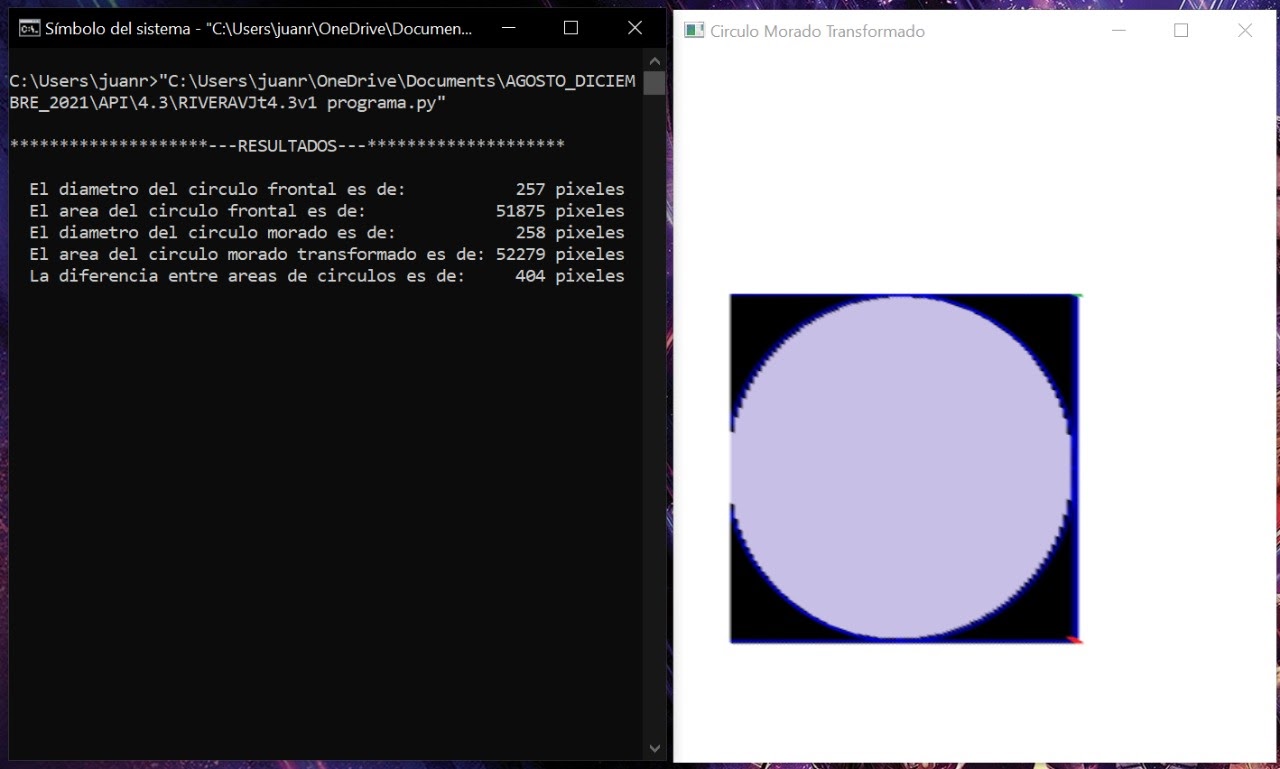 Símbolo del sistema - "C:\Users\juanr\OneDrive\Documen...
C:\Users\juanr>"C:\Users\juanr\OneDrive\Documents\AGOSTO_DICIEM
BRE_2021\API\4.3\RIVERAVJt4.3v1 programa.py"
********************---RESULTADOS---********************
El diametro del circulo frontal es de: 257 pixeles
El area del circulo frontal es de: 51875 pixeles
El diametro del circulo morado es de: 258 pixeles
El area del circulo morado transformado es de: 52279 pixeles
La diferencia entre areas de circulos es de: 404 pixeles
Circulo Morado Transformado